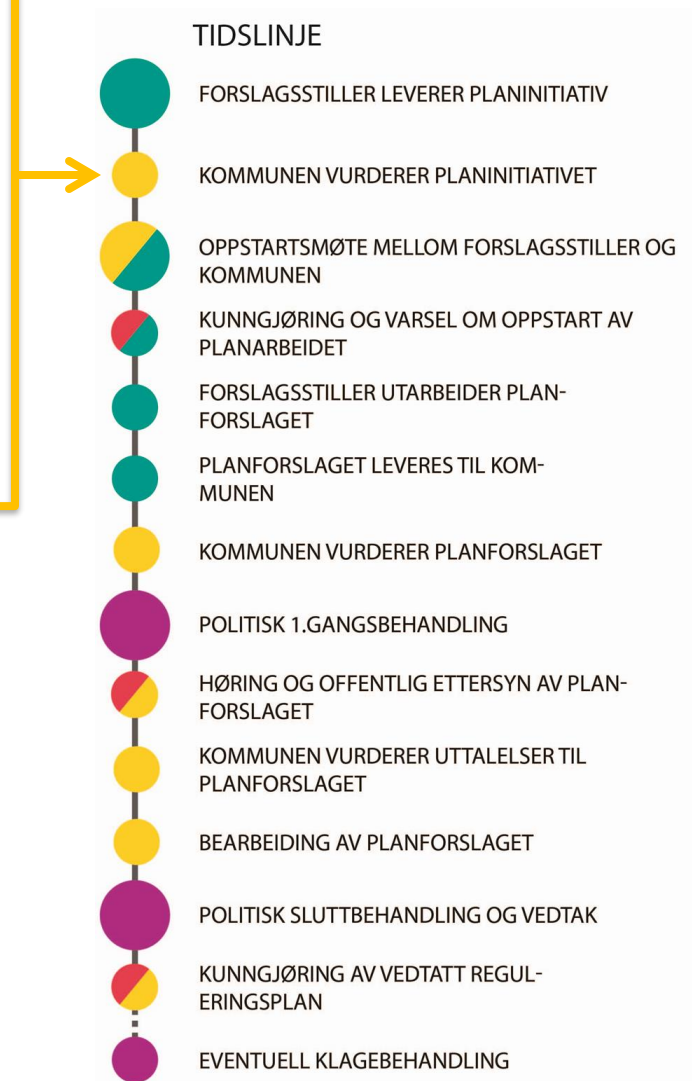 TIDSLINJE
FORSLAGSSTILLER LEVERER PLANINITIATIV
KOMMUNEN VURDERER PLANINITIATIVET
OPPSTARTSMØTE MELLOM FORSLAGSSTILLER OG
KOMMUNEN
KUNNGJØRING OG VARSEL OM OPPSTART AV
PLANARBEIDET
FORSLAGSSTILLER UTARBEIDER PLAN-
FORSLAGET
PLANFORSLAGET LEVERES TIL KOM-
MUNEN
KOMMUNEN VURDERER PLANFORSLAGET
POLITISK 1.GANGSBEHANDLING
HØRING OG OFFENTLIG ETTERSYN AV PLAN-
FORSLAGET
KOMMUNEN VURDERER UTTALELSER TIL
PLANFORSLAGET
BEARBEIDING AV PLANFORSLAGET
POLITISK SLUTTBEHANDLING OG VEDTAK
KUNNGJØRING AV VEDTATT REGUL-
ERINGSPLAN
EVENTUELL KLAGEBEHANDLING